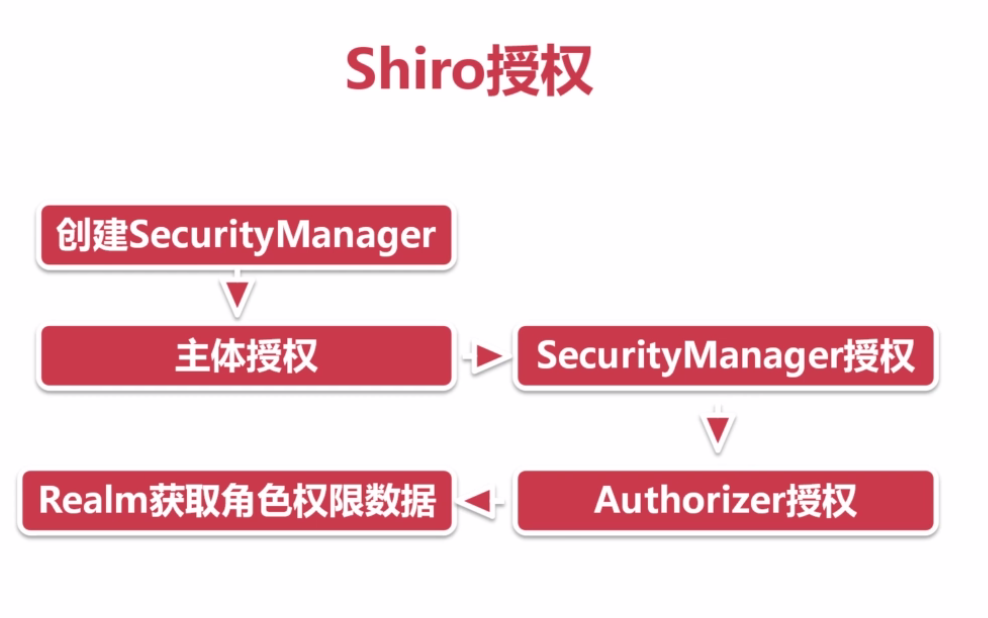 Shiro授权
创建SecurityManager
主体授权
SecurityManager授权
Authorizer授权
Realm获取角色权限数据